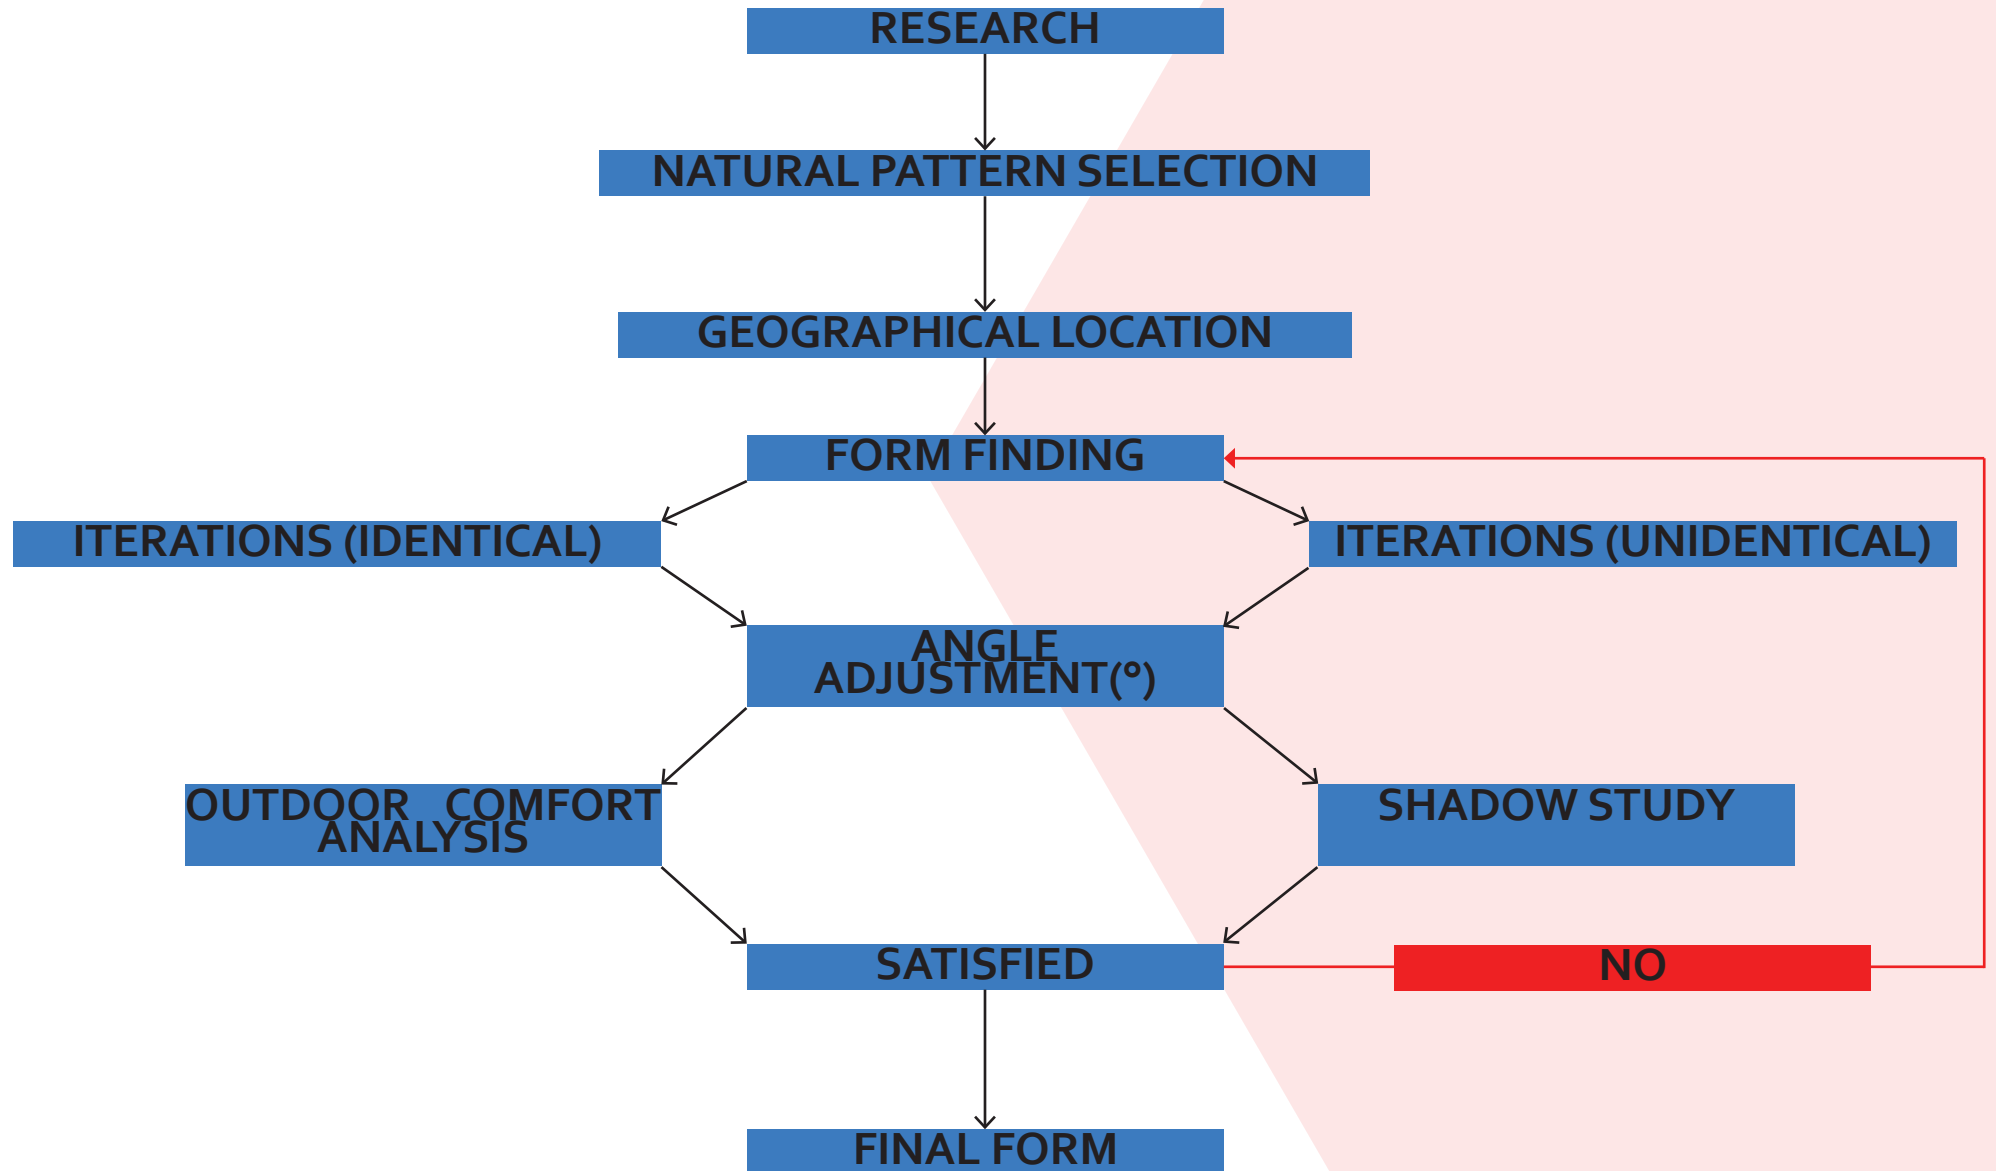 RESEARCH
NATURAL PATTERN SELECTION
GEOGRAPHICAL LOCATION
FORM FINDING
ITERATIONS (IDENTICAL)
ITERATIONS (UNIDENTICAL)
ANGLE
ADJUSTMENT(°)
OUTDOOR COMFORT
ANALYSIS
SHADOW STUDY
SATISFIED
NO
FINAL FORM